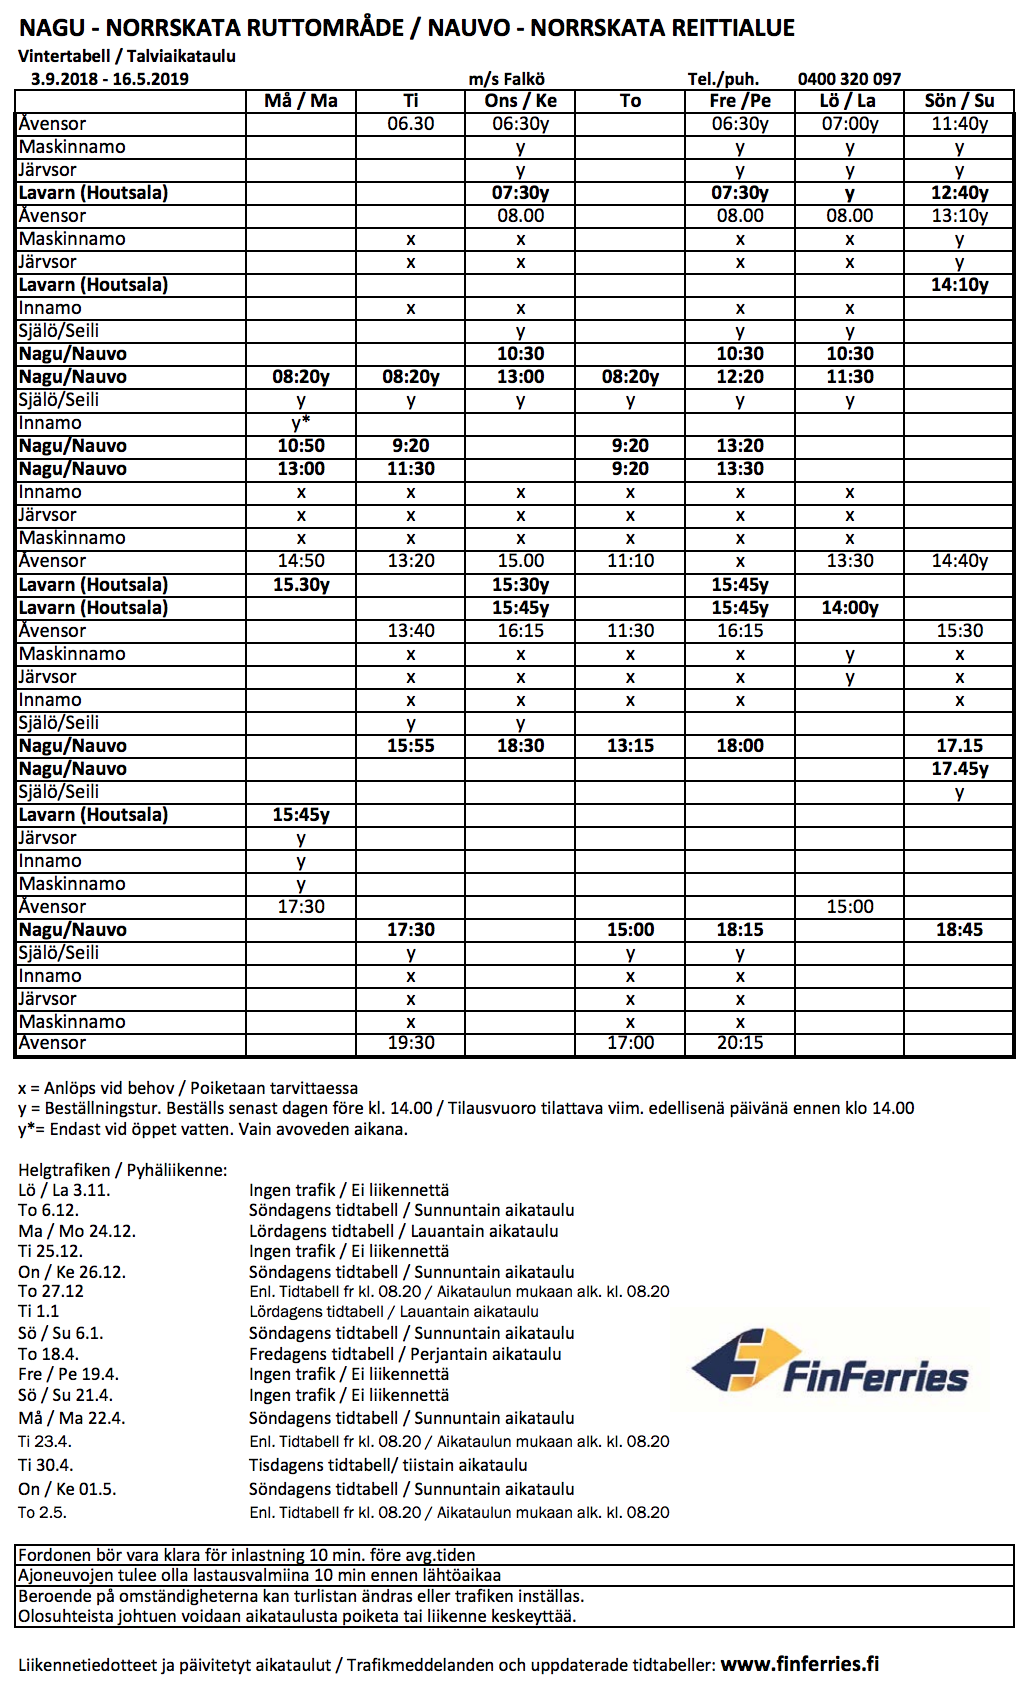 NAGU - NORRSKATA RUTTOMRÅDE / NAUVO - NORRSKATA REITTIALUE
Vintertabell / Talviaikataulu
3.9.2018 - 16.5.2019 m/s Falkö Tel./puh. 0400 320 097
Må / Ma Ti Ons / Ke To Fre /Pe Lö / La Sön / Su
Åvensor 06.30 06:30y 06:30y 07:00y 11:40y
Maskinnamo y y y y
Järvsor y y y y
Lavarn (Houtsala) 07:30y 07:30y y 12:40y
Åvensor 08.00 08.00 08.00 13:10y
Maskinnamo x x x x y
Järvsor x x x x y
Lavarn (Houtsala) 14:10y
Innamo x x x x
Själö/Seili y y y
Nagu/Nauvo 10:30 10:30 10:30
Nagu/Nauvo 08:20y 08:20y 13:00 08:20y 12:20 11:30
Själö/Seili y y y y y y
Innamo y*
Nagu/Nauvo 10:50 9:20 9:20 13:20
Nagu/Nauvo 13:00 11:30 9:20 13:30
Innamo x x x x x x
Järvsor x x x x x x
Maskinnamo x x x x x x
Åvensor 14:50 13:20 15.00 11:10 x 13:30 14:40y
Lavarn (Houtsala) 15.30y 15:30y 15:45y
Lavarn (Houtsala) 15:45y 15:45y 14:00y
Åvensor 13:40 16:15 11:30 16:15 15:30
Maskinnamo x x x x y x
Järvsor x x x x y x
Innamo x x x x x
Själö/Seili y y
Nagu/Nauvo 15:55 18:30 13:15 18:00 17.15
Nagu/Nauvo 17.45y
Själö/Seili y
Lavarn (Houtsala) 15:45y
Järvsor y
Innamo y
Maskinnamo y
Åvensor 17:30 15:00
Nagu/Nauvo 17:30 15:00 18:15 18:45
Själö/Seili y y y
Innamo x x x
Järvsor x x x
Maskinnamo x x x
Åvensor 19:30 17:00 20:15
x = Anlöps vid behov / Poiketaan tarvittaessa
y = Beställningstur. Beställs senast dagen före kl. 14.00 / Tilausvuoro tilattava viim. edellisenä päivänä ennen klo 14.00
y*= Endast vid öppet vatten. Vain avoveden aikana.
Helgtrafiken / Pyhäliikenne:
Lö / La 3.11. Ingen trafik / Ei liikennettä
To 6.12. Söndagens tidtabell / Sunnuntain aikataulu
Ma / Mo 24.12. Lördagens tidtabell / Lauantain aikataulu
Ti 25.12. Ingen trafik / Ei liikennettä
On / Ke 26.12. Söndagens tidtabell / Sunnuntain aikataulu
To 27.12 Enl. Tidtabell fr kl. 08.20 / Aikataulun mukaan alk. kl. 08.20
Ti 1.1 Lördagens tidtabell / Lauantain aikataulu
Sö / Su 6.1. Söndagens tidtabell / Sunnuntain aikataulu
To 18.4. Fredagens tidtabell / Perjantain aikataulu
Fre / Pe 19.4. Ingen trafik / Ei liikennettä
Sö / Su 21.4. Ingen trafik / Ei liikennettä
Må / Ma 22.4. Söndagens tidtabell / Sunnuntain aikataulu
Ti 23.4. Enl. Tidtabell fr kl. 08.20 / Aikataulun mukaan alk. kl. 08.20
Ti 30.4. Tisdagens tidtabell/ tiistain aikataulu
On / Ke 01.5. Söndagens tidtabell / Sunnuntain aikataulu
To 2.5. Enl. Tidtabell fr kl. 08.20 / Aikataulun mukaan alk. kl. 08.20
FinFerries
Fordonen bör vara klara för inlastning 10 min. före avg.tiden
Ajoneuvojen tulee olla lastausvalmiina 10 min ennen lähtöaikaa
Beroende på omständigheterna kan turlistan ändras eller trafiken inställas.
Olosuhteista johtuen voidaan aikataulusta poiketa tai liikenne keskeyttää.
Liikennetiedotteet ja päivitetyt aikataulut / Trafikmeddelanden och uppdaterade tidtabeller: www.finferries.fi